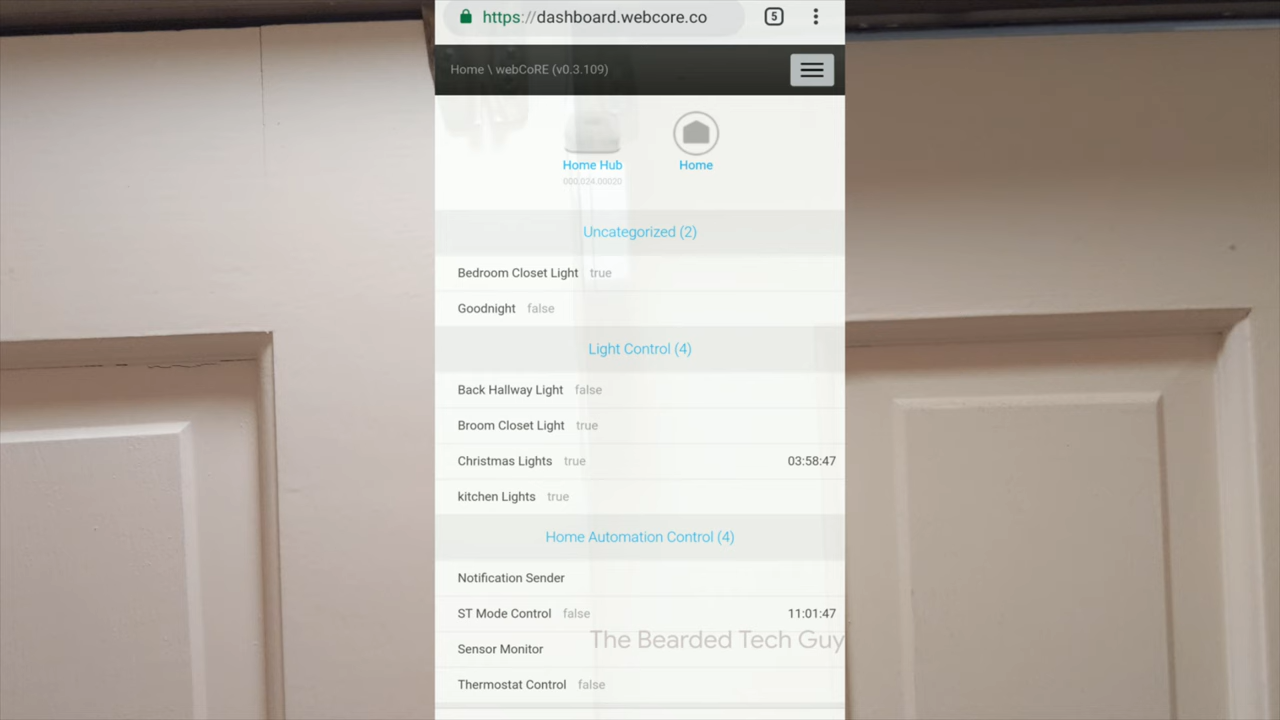 https://dashboard.webcore.co 5
Home \ webCoRE (v0.3.109)
Home Hub Home
000.024.00020
Uncategorized (2)
Bedroom Closet Light true
Goodnight false
Light Control (4)
Back Hallway Light false
Broom Closet Light true
Christmas Lights true 03:58:47
kitchen Lights true
Home Automation Control (4)
Notification Sender
ST Mode Control false 11:01:47
The Bearded Tech Guy
Sensor Monitor
Thermostat Control false